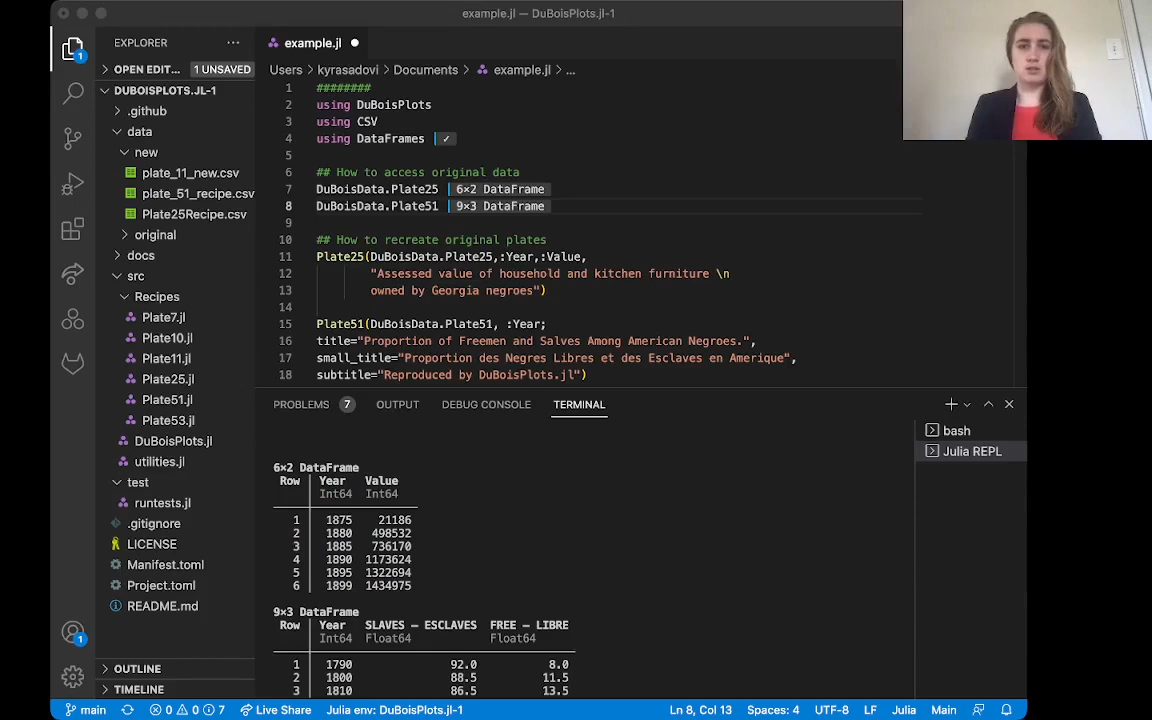 example.jl — DuBoisPlots.jl-1
EXPLORER
example.jl
OPEN EDIT... 1 UNSAVED
Users > kyrasadovi > Documents > example.jl > ...
DUBOISPLOTS.JL-1
.github
data
new
plate_11_new.csv
plate_51_recipe.csv
Plate25Recipe.csv
original
docs
src
Recipes
Plate7.jl
Plate10.jl
Plate11.jl
Plate25.jl
Plate51.jl
Plate53.jl
DuBoisPlots.jl
utilities.jl
test
runtests.jl
.gitignore
LICENSE
Manifest.toml
Project.toml
README.md
OUTLINE
TIMELINE
1 ########
2 using DuBoisPlots
3 using CSV
4 using DataFrames ✓
5
6 ## How to access original data
7 DuBoisData.Plate25 6×2 DataFrame
8 DuBoisData.Plate51 9×3 DataFrame
9
10 ## How to recreate original plates
11 Plate25(DuBoisData.Plate25,:Year,:Value,
12 "Assessed value of household and kitchen furniture \n
13 owned by Georgia negroes")
14
15 Plate51(DuBoisData.Plate51, :Year;
16 title="Proportion of Freemen and Salves Among American Negroes.",
17 small_title="Proportion des Negres Libres et des Esclaves en Amerique",
18 subtitle="Reproduced by DuBoisPlots.jl")
PROBLEMS 7 OUTPUT DEBUG CONSOLE TERMINAL
bash
Julia REPL
6×2 DataFrame
Row Year Value
Int64 Int64
1 1875 21186
2 1880 498532
3 1885 736170
4 1890 1173624
5 1895 1322694
6 1899 1434975
9×3 DataFrame
Row Year SLAVES — ESCLAVES FREE — LIBRE
Int64 Float64 Float64
1 1790 92.0 8.0
2 1800 88.5 11.5
3 1810 86.5 13.5
main 0 0 7 Live Share Julia env: DuBoisPlots.jl-1 Ln 8, Col 13 Spaces: 4 UTF-8 LF Julia Main